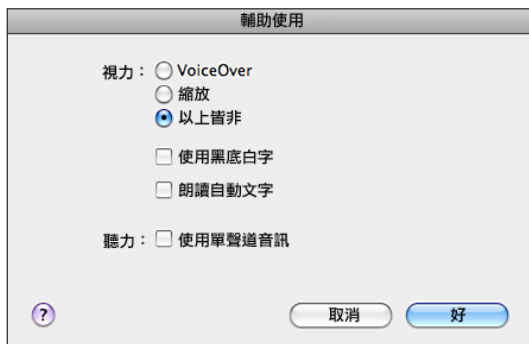 輔助使用
視力：VoiceOver
縮放
以上皆非
使用黑底白字
朗讀自動文字
聽力：使用單聲道音訊
? 取消 好